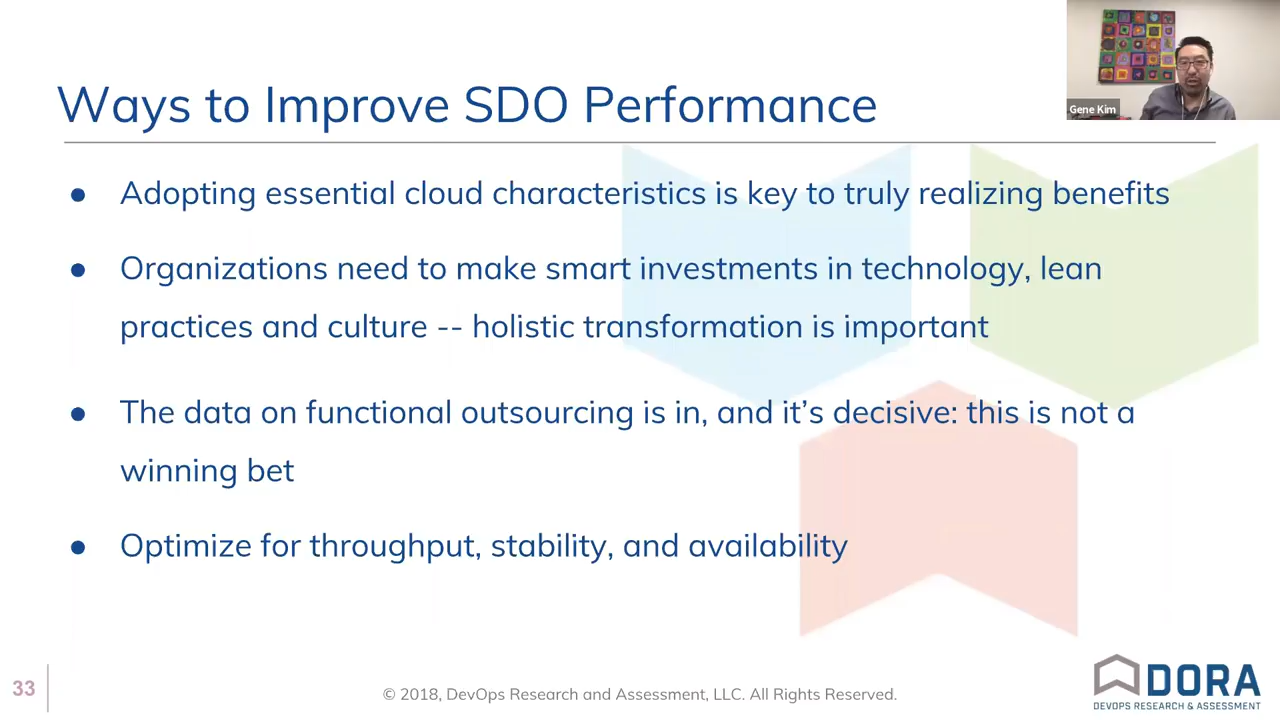 Gene Kim
Ways to Improve SDO Performance
● Adopting essential cloud characteristics is key to truly realizing benefits
● Organizations need to make smart investments in technology, lean
practices and culture -- holistic transformation is important
● The data on functional outsourcing is in, and it’s decisive: this is not a
winning bet
● Optimize for throughput, stability, and availability
33
© 2018, DevOps Research and Assessment, LLC. All Rights Reserved.
DORA
DEVOPS RESEARCH & ASSESSMENT